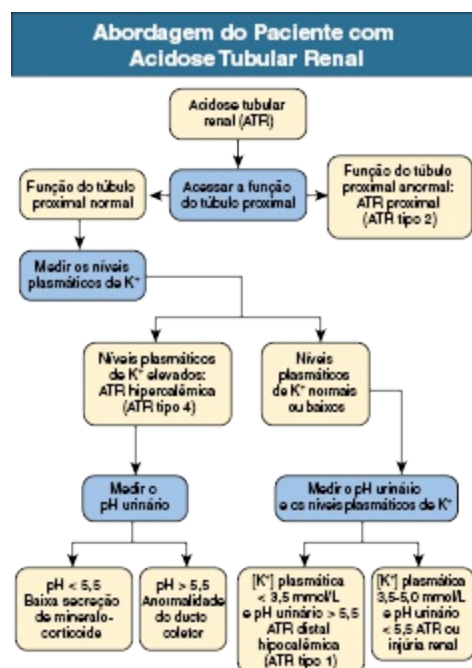 Abordagem do Paciente com
Acidose Tubular Renal
Acidose tubular
renal (ATR)
Função do túbulo
proximal normal
Acessar a função
do túbulo proximal
Função do túbulo
proximal anormal:
ATR proximal
(ATR tipo 2)
Medir os níveis
plasmáticos de K⁺
Níveis plasmáticos
de K⁺ elevados:
ATR hipercalêmica
(ATR tipo 4)
Níveis
plasmáticos
de K⁺ normais
ou baixos
Medir o
pH urinário
Medir o pH urinário
e os níveis plasmáticos de K⁺
pH < 5,5
Baixa secreção
de mineralo-
corticoide
pH > 5,5
Anormalidade
do ducto
coletor
[K⁺] plasmática
< 3,5 mmol/L
e pH urinário > 5,5
ATR distal
hipocalêmica
(ATR tipo 1)
[K⁺] plasmática
3,5-5,0 mmol/L
e pH urinário
< 5,5 ATR ou
injúria renal